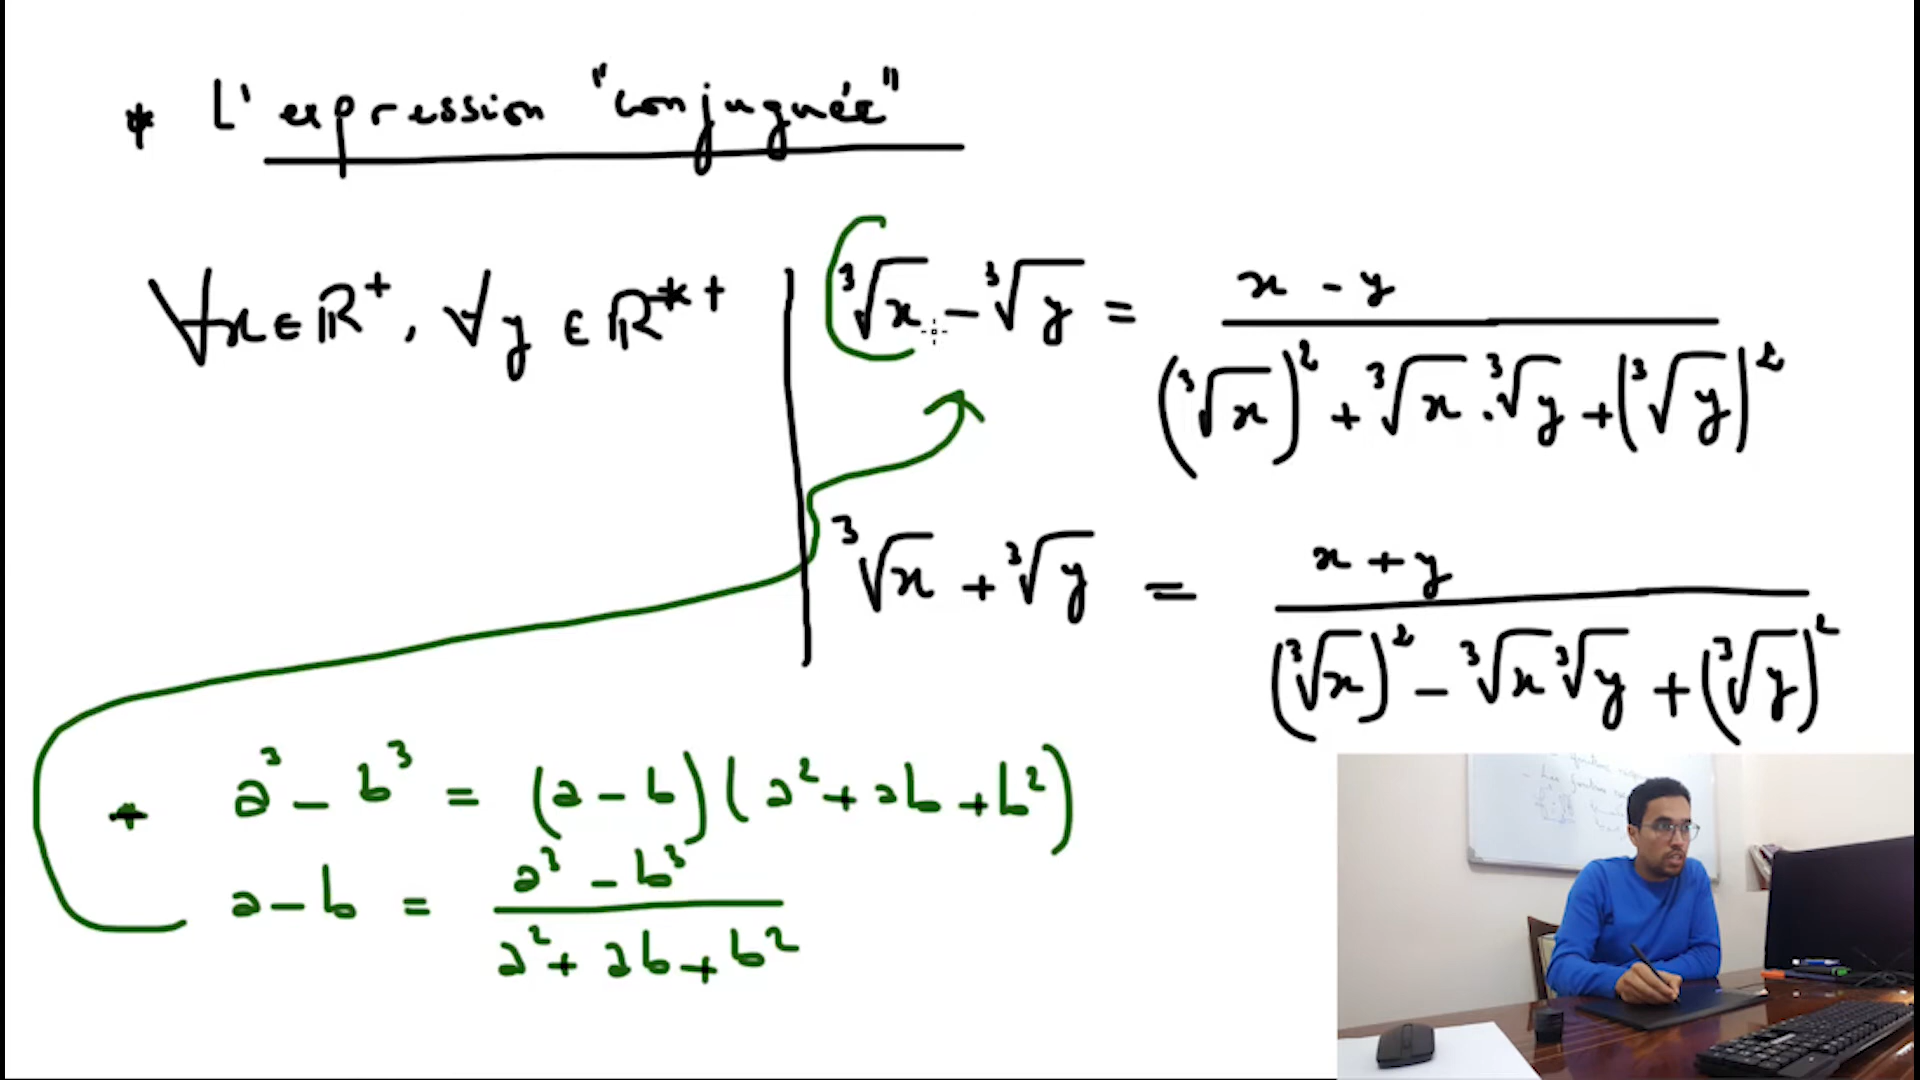 * L'expression "conjuguée"
∀x∈ℝ⁺, ∀y∈ℝ*⁺ | ∛x - ∛y = (x - y) / ((∛x)² + ∛x . ∛y + (∛y)²)
∛x + ∛y = (x + y) / ((∛x)² - ∛x ∛y + (∛y)²)
* a³ - b³ = (a - b)(a² + ab + b²)
a - b = (a³ - b³) / (a² + ab + b²)